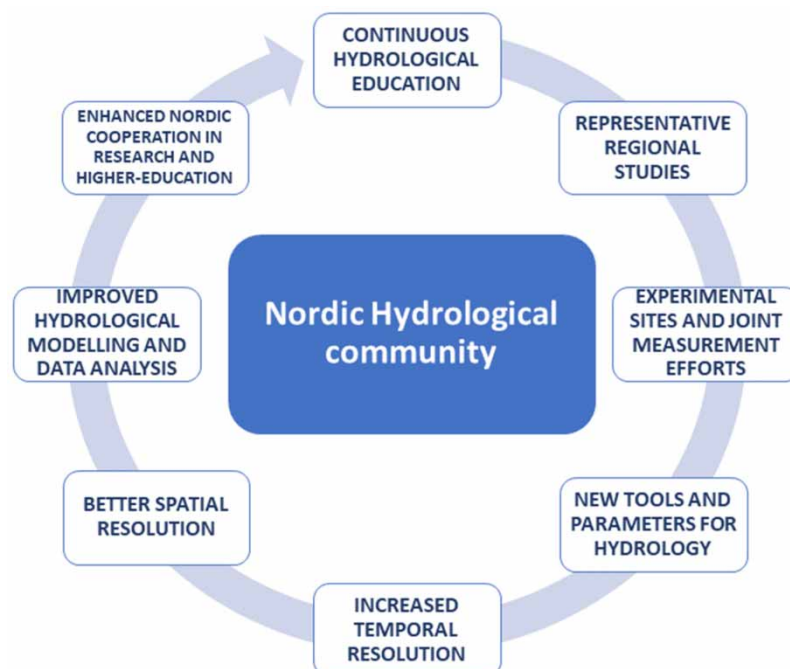 CONTINUOUS
HYDROLOGICAL
EDUCATION
REPRESENTATIVE
REGIONAL
STUDIES
EXPERIMENTAL
SITES AND JOINT
MEASUREMENT
EFFORTS
NEW TOOLS AND
PARAMETERS FOR
HYDROLOGY
INCREASED
TEMPORAL
RESOLUTION
BETTER SPATIAL
RESOLUTION
IMPROVED
HYDROLOGICAL
MODELLING AND
DATA ANALYSIS
ENHANCED NORDIC
COOPERATION IN
RESEARCH AND
HIGHER-EDUCATION
Nordic Hydrological
community